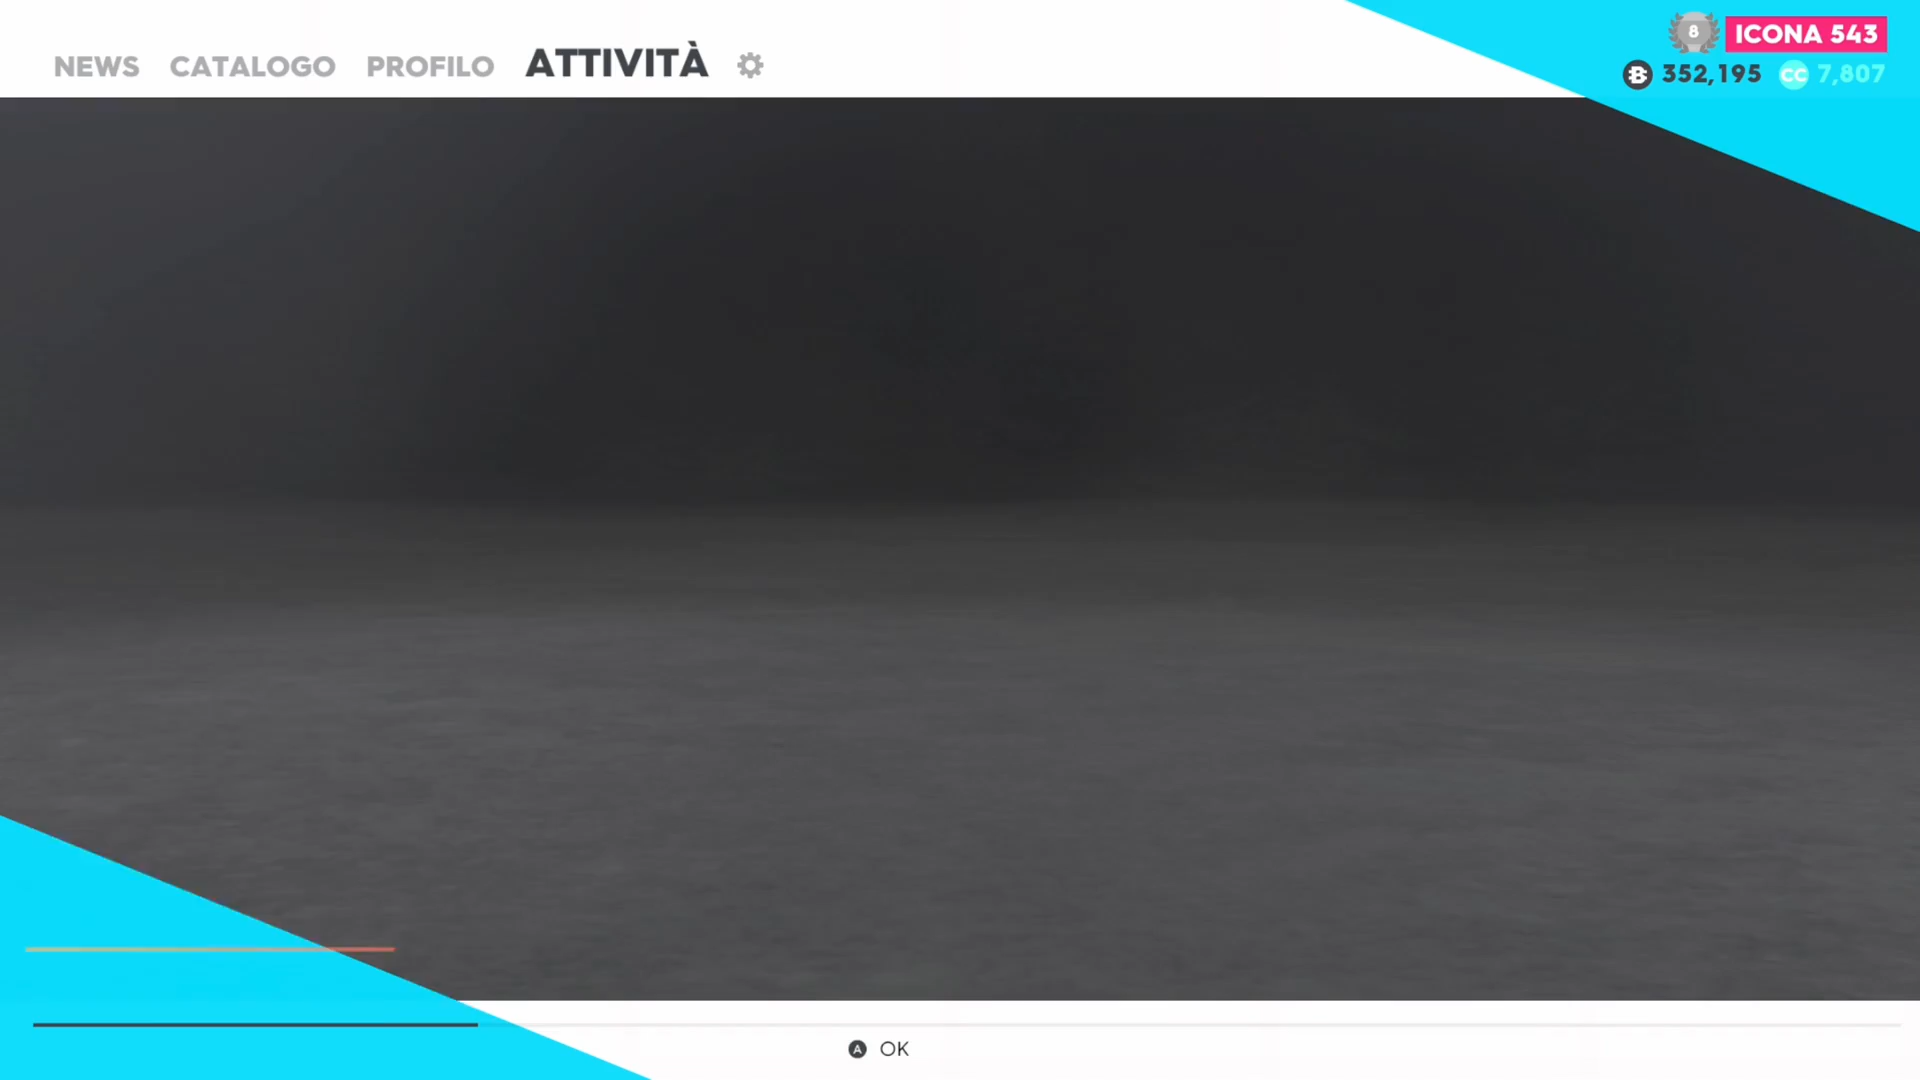 NEWS CATALOGO PROFILO ATTIVITÀ
8 ICONA 543
B 352,195 CC 7,807
A OK